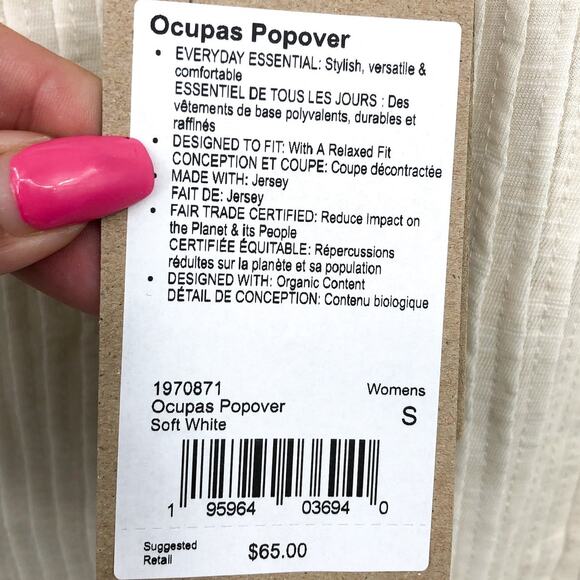 Ocupas Popover
• EVERYDAY ESSENTIAL: Stylish, versatile &
comfortable
ESSENTIEL DE TOUS LES JOURS : Des
vêtements de base polyvalents, durables et
raffinés
• DESIGNED TO FIT: With A Relaxed Fit
CONCEPTION ET COUPE: Coupe décontractée
• MADE WITH: Jersey
FAIT DE: Jersey
• FAIR TRADE CERTIFIED: Reduce Impact on
the Planet & its People
CERTIFIÉE ÉQUITABLE: Répercussions
réduites sur la planète et sa population
• DESIGNED WITH: Organic Content
DÉTAIL DE CONCEPTION: Contenu biologique
1970871 Womens
Ocupas Popover S
Soft White
1 95964 03694 0
Suggested
Retail $65.00